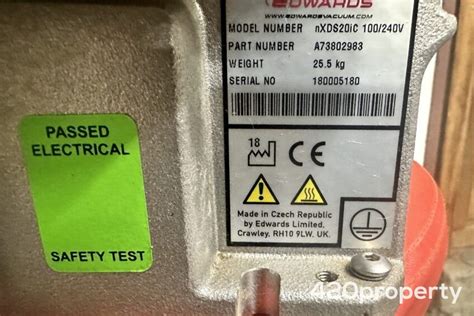 EDWARDS
WWW.EDWARDSVACUUM.COM
MODEL NUMBER nXDS20iC 100/240V
PART NUMBER A73802983
WEIGHT 25.5 kg
SERIAL NO 180005180
18
CE
PASSED
ELECTRICAL
SAFETY TEST
Made in Czech Republic
by Edwards Limited,
Crawley, RH10 9LW, UK.
420property